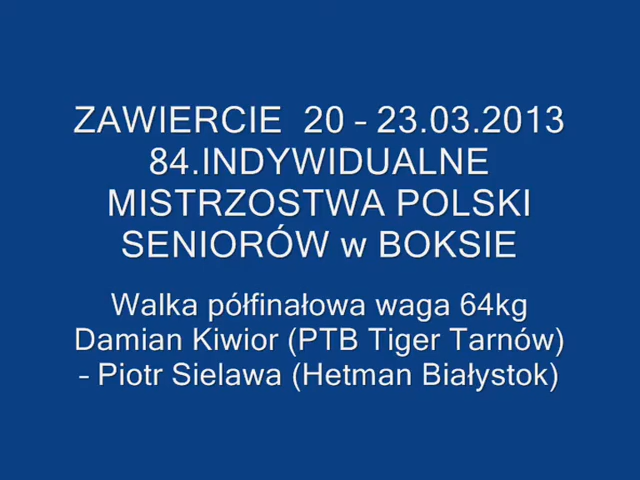 ZAWIERCIE 20 – 23.03.2013
84.INDYWIDUALNE
MISTRZOSTWA POLSKI
SENIORÓW w BOKSIE
Walka półfinałowa waga 64kg
Damian Kiwior (PTB Tiger Tarnów)
– Piotr Sielawa (Hetman Białystok)